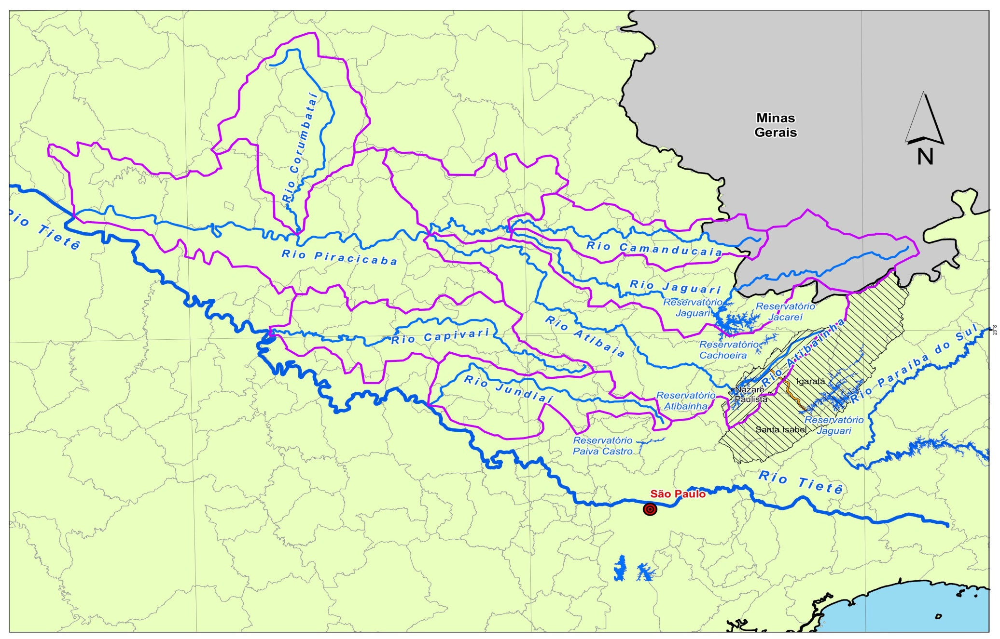 Minas
Gerais
N
Rio Corumbataí
Rio Tietê
Rio Piracicaba
Rio Camanducaia
Rio Jaguari
Reservatório
Jaguari
Reservatório
Jacareí
Rio Atibaia
Rio Capivari
Reservatório
Cachoeira
Rio Atibainha
Rio Paraíba do Sul
23°S
Rio Jundiaí
Igaratá
Nazaré
Paulista
Reservatório
Atibainha
Reservatório
Jaguari
Santa Isabel
Reservatório
Paiva Castro
Rio Tietê
São Paulo